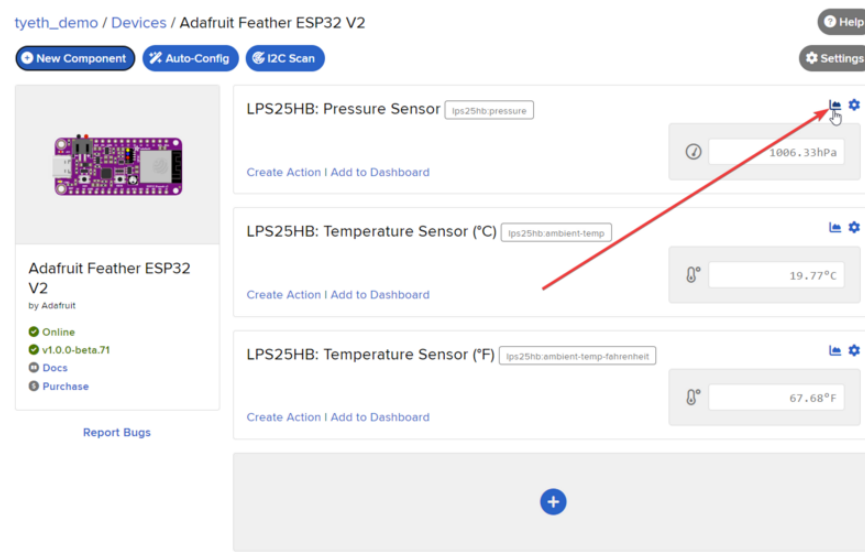 tyeth_demo / Devices / Adafruit Feather ESP32 V2
Help
New Component
Auto-Config
I2C Scan
Settings
Adafruit Feather ESP32
V2
by Adafruit
Online
v1.0.0-beta.71
Docs
Purchase
Report Bugs
LPS25HB: Pressure Sensor lps25hb:pressure
1006.33hPa
Create Action | Add to Dashboard
LPS25HB: Temperature Sensor (°C) lps25hb:ambient-temp
19.77°C
Create Action | Add to Dashboard
LPS25HB: Temperature Sensor (°F) lps25hb:ambient-temp-fahrenheit
67.68°F
Create Action | Add to Dashboard